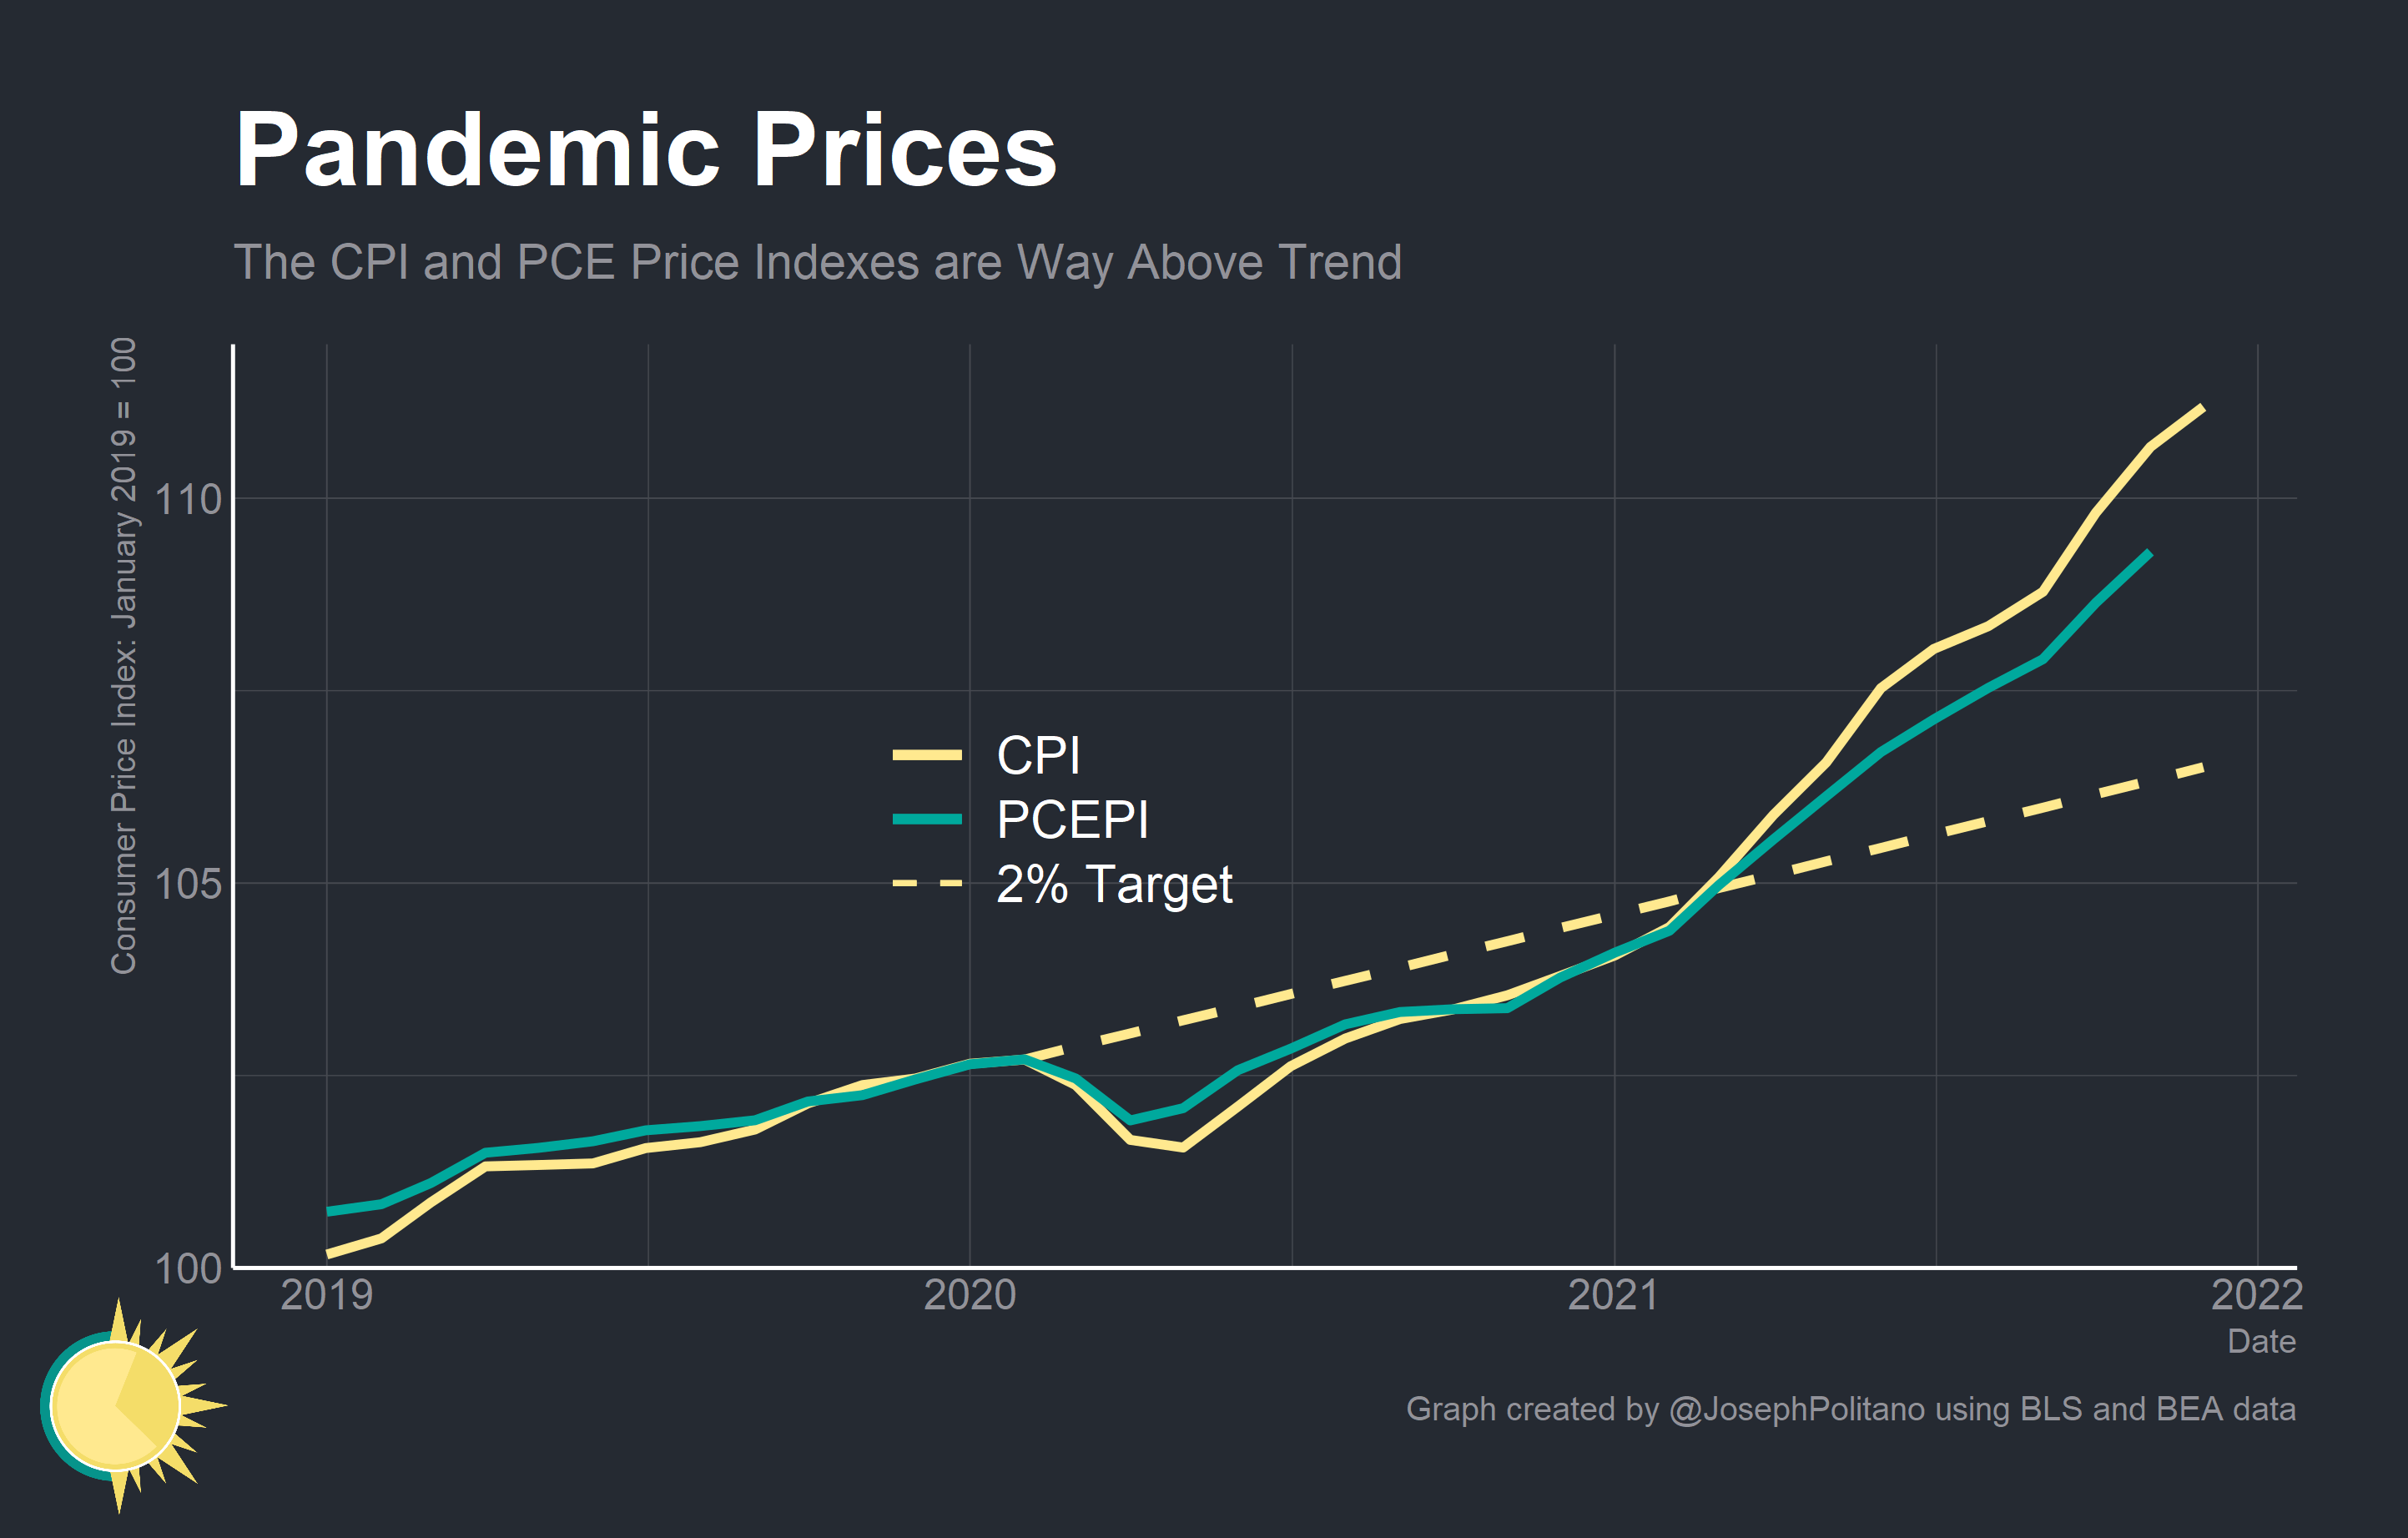 Pandemic Prices
The CPI and PCE Price Indexes are Way Above Trend
Consumer Price Index: January 2019 = 100
110
105
100
CPI
PCEPI
2% Target
2019
2020
2021
2022
Date
Graph created by @JosephPolitano using BLS and BEA data